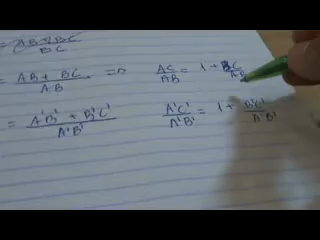 = AB+BC / BC
= AB + BC / AB => AC / AB = 1 + BC / AB
= A'B' + B'C' / A'B' A'C' / A'B' = 1 + B'C' / A'B'